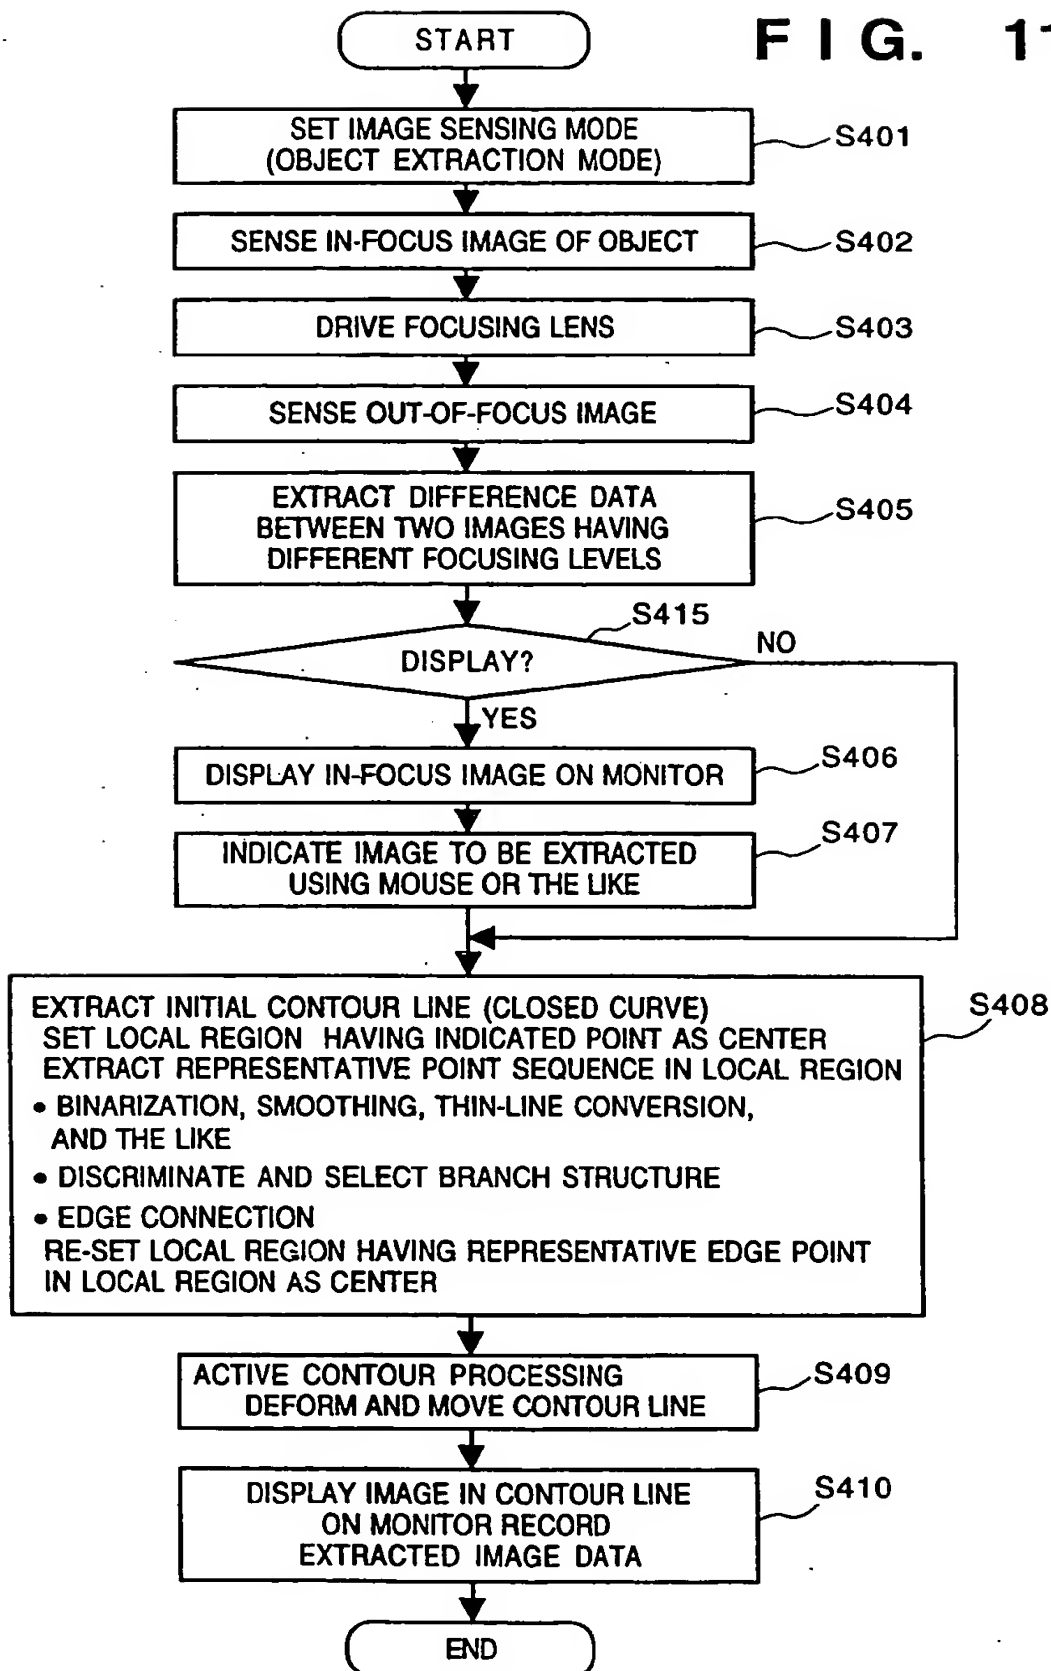 START
FIG. 11
SET IMAGE SENSING MODE
(OBJECT EXTRACTION MODE)
S401
SENSE IN-FOCUS IMAGE OF OBJECT
S402
DRIVE FOCUSING LENS
S403
SENSE OUT-OF-FOCUS IMAGE
S404
EXTRACT DIFFERENCE DATA
BETWEEN TWO IMAGES HAVING
DIFFERENT FOCUSING LEVELS
S405
S415
DISPLAY?
NO
YES
DISPLAY IN-FOCUS IMAGE ON MONITOR
S406
INDICATE IMAGE TO BE EXTRACTED
USING MOUSE OR THE LIKE
S407
EXTRACT INITIAL CONTOUR LINE (CLOSED CURVE)
SET LOCAL REGION HAVING INDICATED POINT AS CENTER
EXTRACT REPRESENTATIVE POINT SEQUENCE IN LOCAL REGION
• BINARIZATION, SMOOTHING, THIN-LINE CONVERSION,
AND THE LIKE
• DISCRIMINATE AND SELECT BRANCH STRUCTURE
• EDGE CONNECTION
RE-SET LOCAL REGION HAVING REPRESENTATIVE EDGE POINT
IN LOCAL REGION AS CENTER
S408
ACTIVE CONTOUR PROCESSING
DEFORM AND MOVE CONTOUR LINE
S409
DISPLAY IMAGE IN CONTOUR LINE
ON MONITOR RECORD
EXTRACTED IMAGE DATA
S410
END